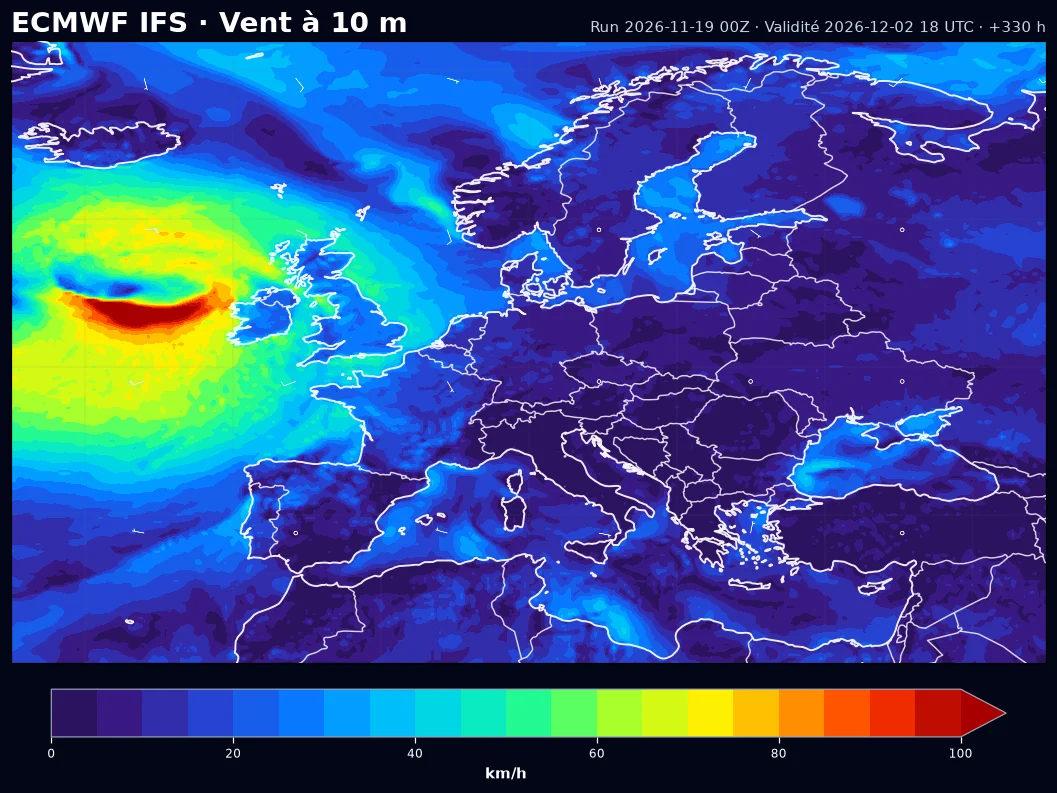 ECMWF IFS · Vent à 10 m
Run 2026-11-19 00Z · Validité 2026-12-02 18 UTC · +330 h
0 20 40 60 80 100
km/h